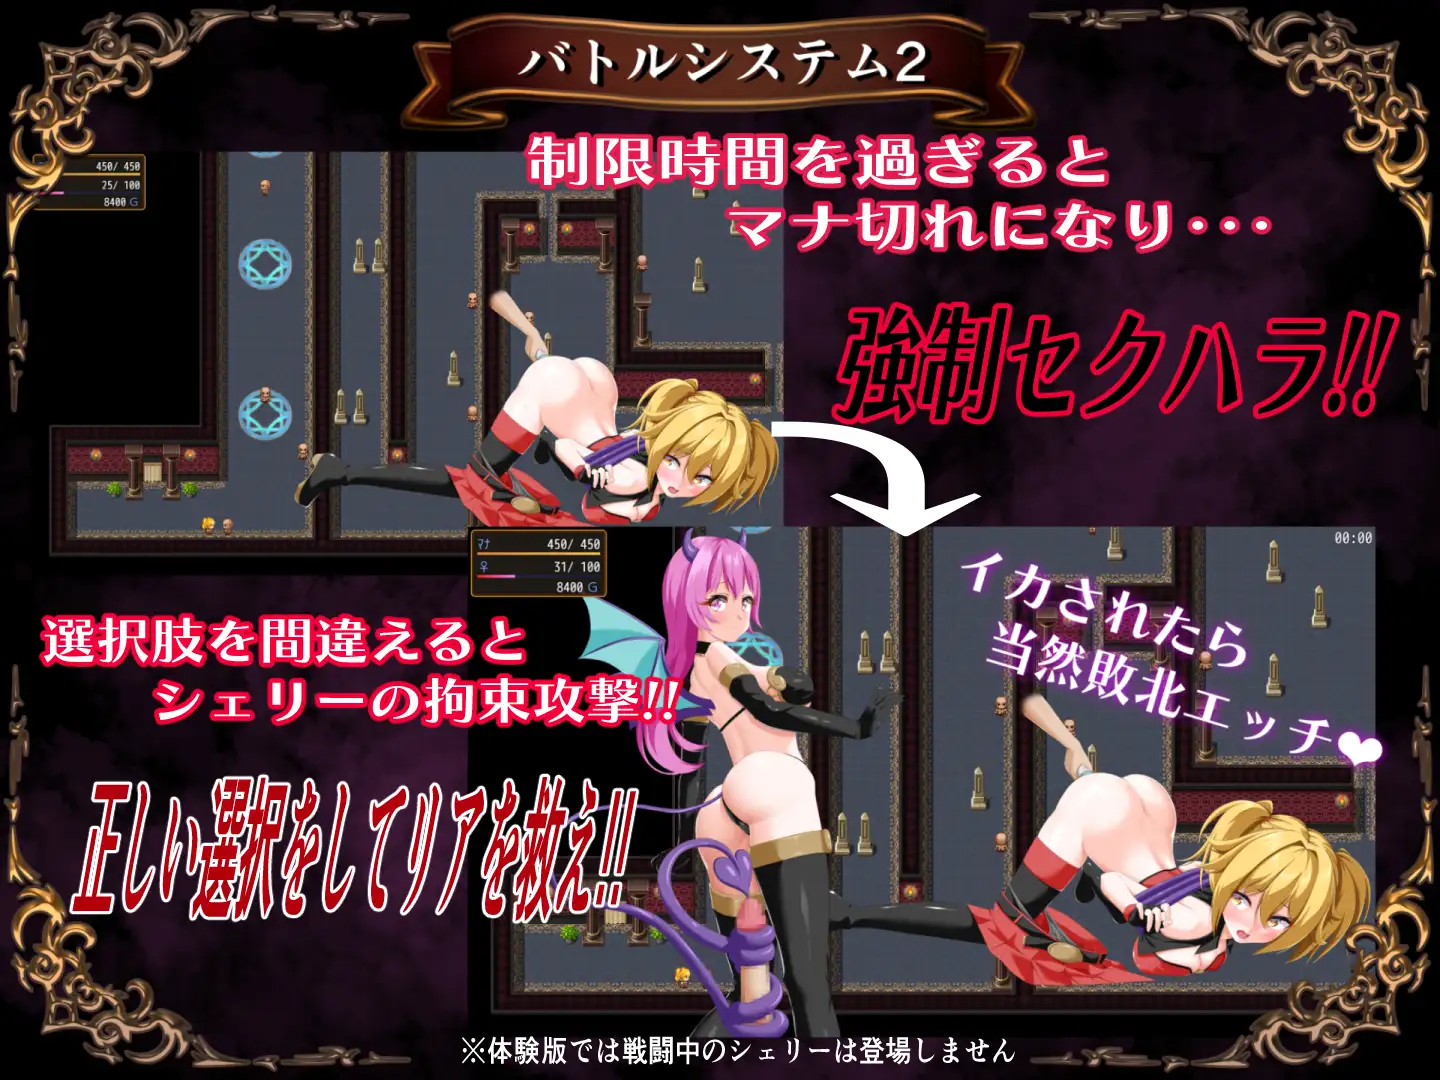 バトルシステム2
制限時間を過ぎると
マナ切れになり･･･
強制セクハラ!!
450/ 450
25/ 100
8400 G
マナ 450/ 450
♀ 31/ 100
8400 G
00:00
イカされたら
当然敗北エッチ❤
選択肢を間違えると
シェリーの拘束攻撃!!
正しい選択をしてリアを救え!!
※体験版では戦闘中のシェリーは登場しません